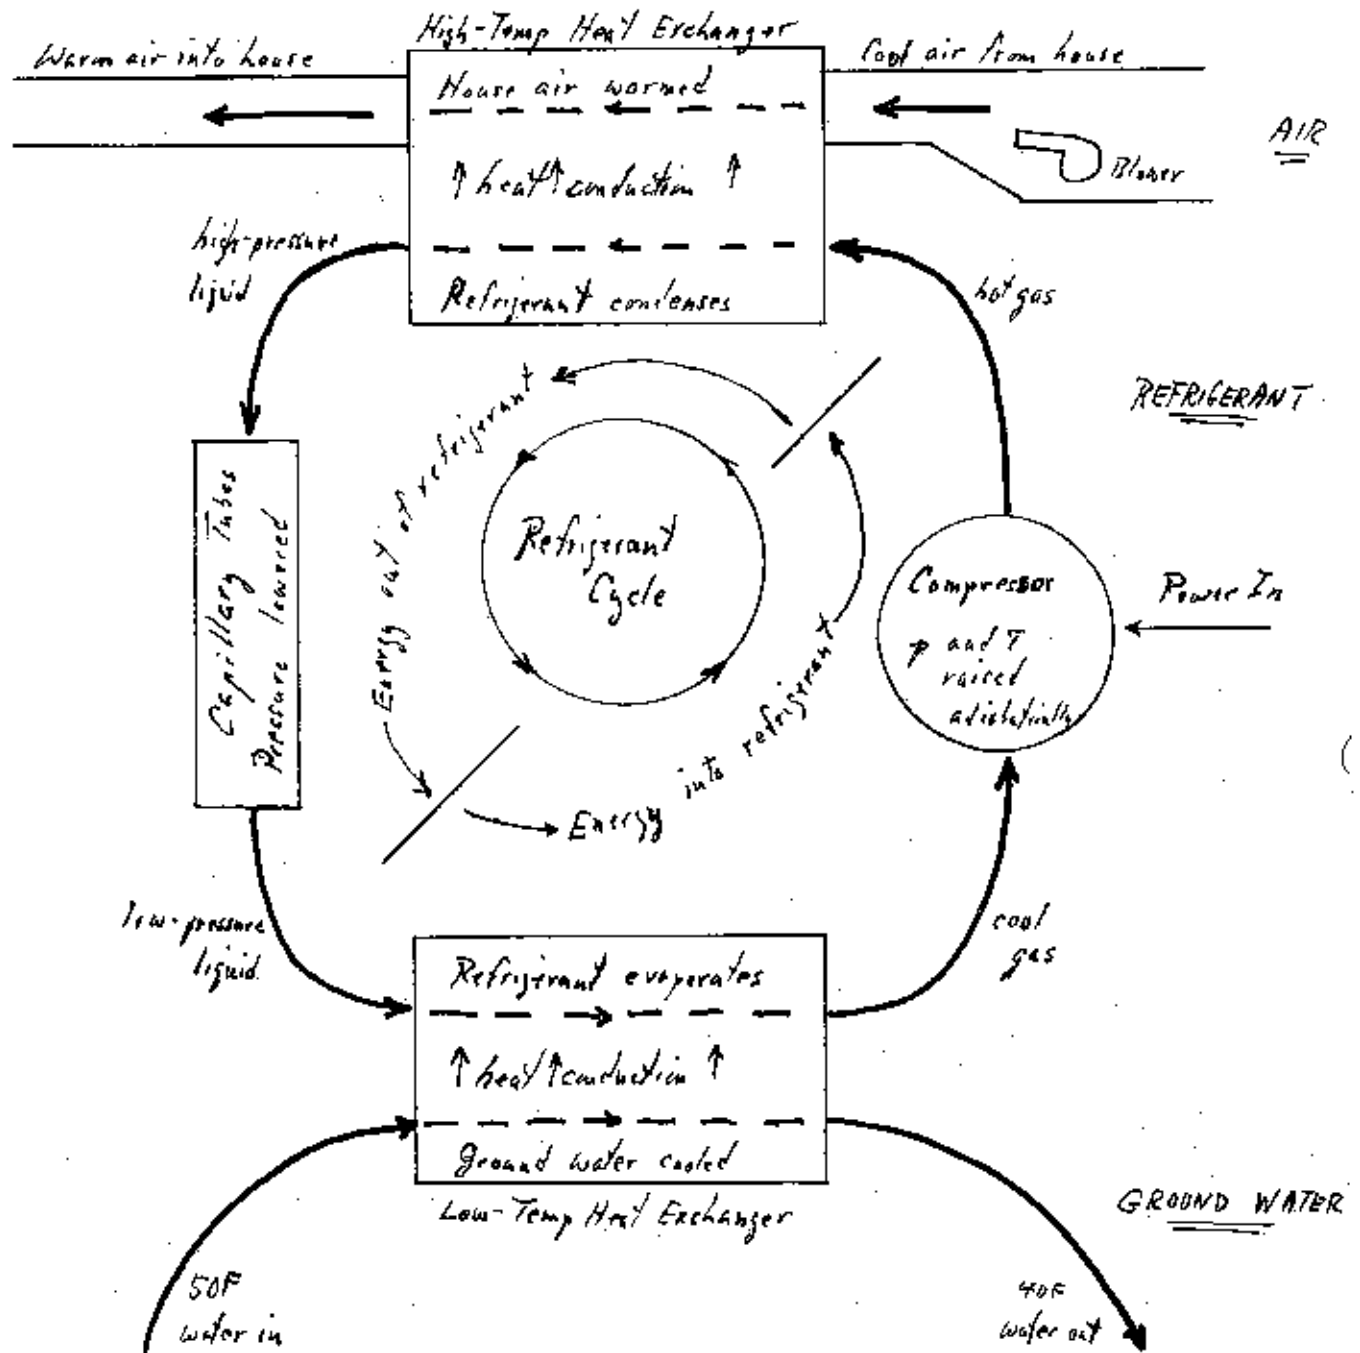 High-Temp Heat Exchanger
Warm air into house
Cool air from house
House air warmed
AIR
Blower
↑ heat ↑ conduction ↑
high-pressure
liquid
Refrigerant condenses
hot gas
REFRIGERANT
Energy out of refrigerant
Capillary Tubes
Pressure lowered
Refrigerant
Cycle
Compressor
p and T
raised
adiabatically
Power In
Energy into refrigerant
low-pressure
liquid
cool
gas
Refrigerant evaporates
↑ heat ↑ conduction ↑
ground water cooled
Low-Temp Heat Exchanger
GROUND WATER
50F
water in
40F
water out